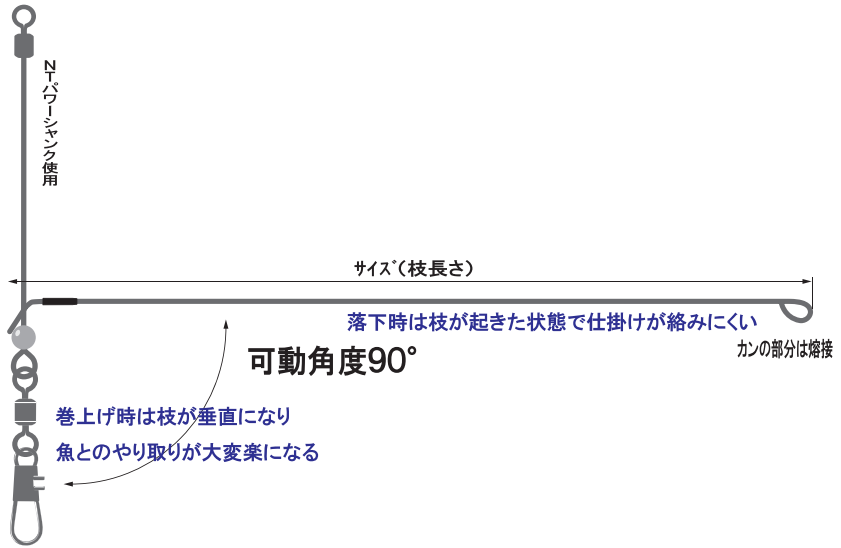 NTパワーシャンク使用
サイズ(枝長さ)
落下時は枝が起きた状態で仕掛けが絡みにくい
カンの部分は熔接
可動角度90°
巻上げ時は枝が垂直になり
魚とのやり取りが大変楽になる